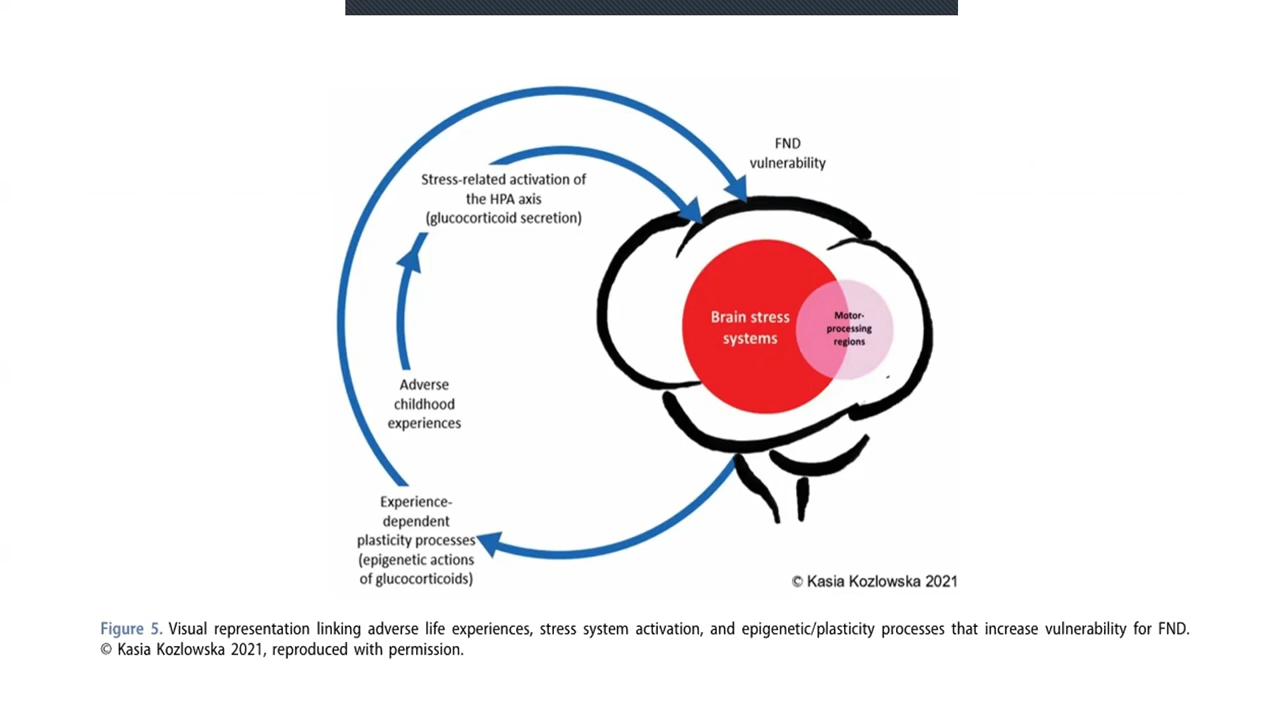 FND
vulnerability
Stress-related activation of
the HPA axis
(glucocorticoid secretion)
Brain stress
systems
Motor-
processing
regions
Adverse
childhood
experiences
Experience-
dependent
plasticity processes
(epigenetic actions
of glucocorticoids)
© Kasia Kozlowska 2021
Figure 5. Visual representation linking adverse life experiences, stress system activation, and epigenetic/plasticity processes that increase vulnerability for FND.
© Kasia Kozlowska 2021, reproduced with permission.